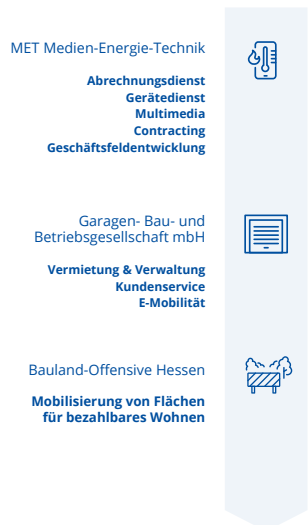 MET Medien-Energie-Technik
Abrechnungsdienst
Gerätedienst
Multimedia
Contracting
Geschäftsfeldentwicklung
Garagen- Bau- und
Betriebsgesellschaft mbH
Vermietung & Verwaltung
Kundenservice
E-Mobilität
Bauland-Offensive Hessen
Mobilisierung von Flächen
für bezahlbares Wohnen